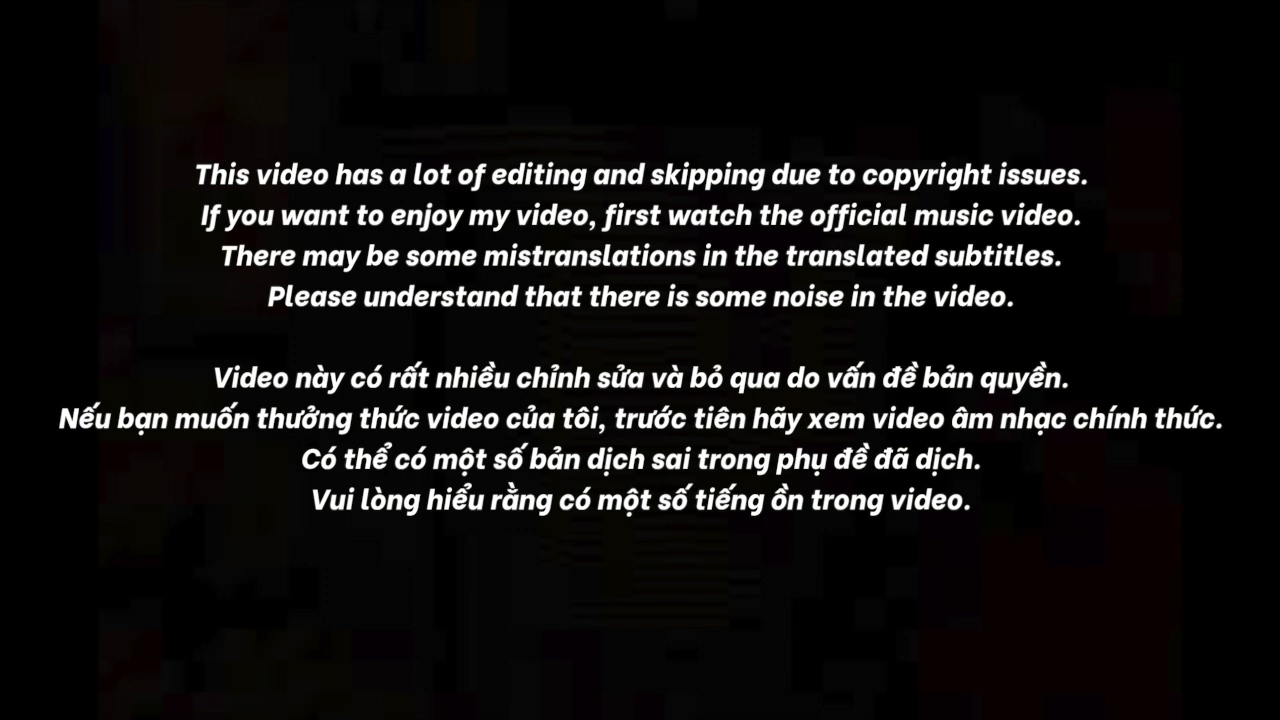 This video has a lot of editing and skipping due to copyright issues.
If you want to enjoy my video, first watch the official music video.
There may be some mistranslations in the translated subtitles.
Please understand that there is some noise in the video.
Video này có rất nhiều chỉnh sửa và bỏ qua do vấn đề bản quyền.
Nếu bạn muốn thưởng thức video của tôi, trước tiên hãy xem video âm nhạc chính thức.
Có thể có một số bản dịch sai trong phụ đề đã dịch.
Vui lòng hiểu rằng có một số tiếng ồn trong video.